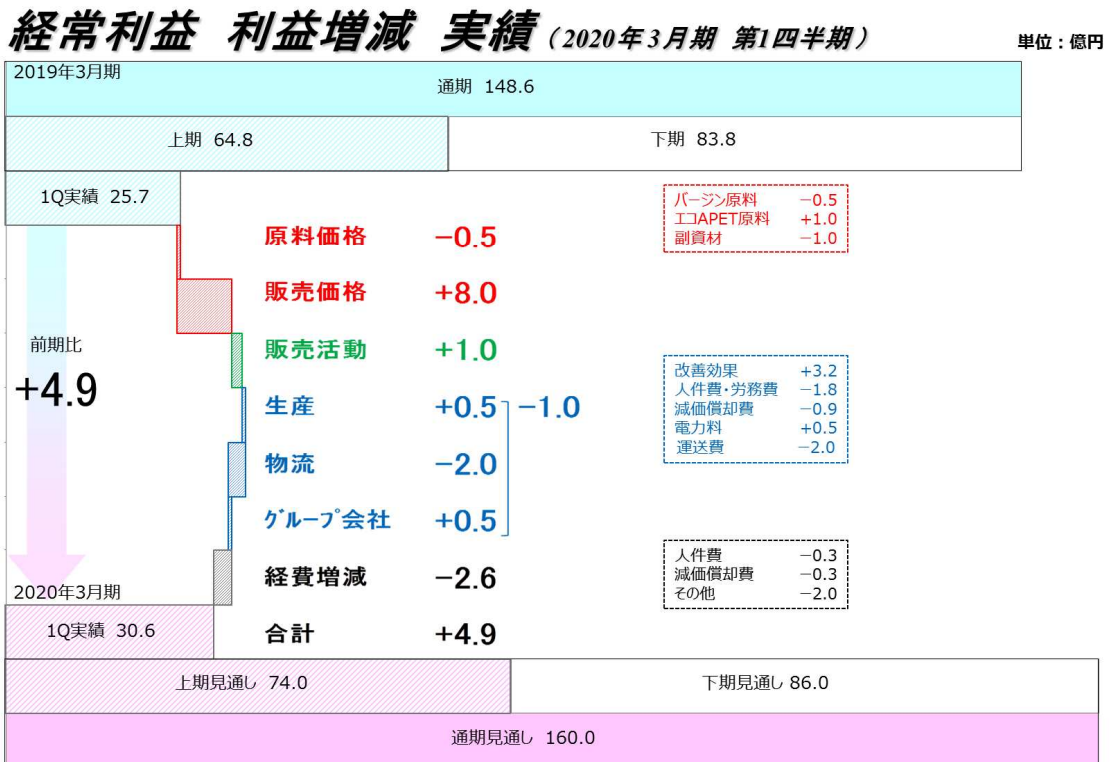 経常利益 利益増減 実績(2020年3月期 第1四半期)
単位:億円
2019年3月期
通期 148.6
上期 64.8
下期 83.8
1Q実績 25.7
原料価格 －0.5
バージン原料 －0.5
エコAPET原料 +1.0
副資材 －1.0
販売価格 +8.0
前期比
+4.9
販売活動 +1.0
生産 +0.5 －1.0
物流 －2.0
グループ会社 +0.5
改善効果 +3.2
人件費・労務費 －1.8
減価償却費 －0.9
電力料 +0.5
運送費 －2.0
経費増減 －2.6
人件費 －0.3
減価償却費 －0.3
その他 －2.0
合計 +4.9
2020年3月期
1Q実績 30.6
上期見通し 74.0
下期見通し 86.0
通期見通し 160.0